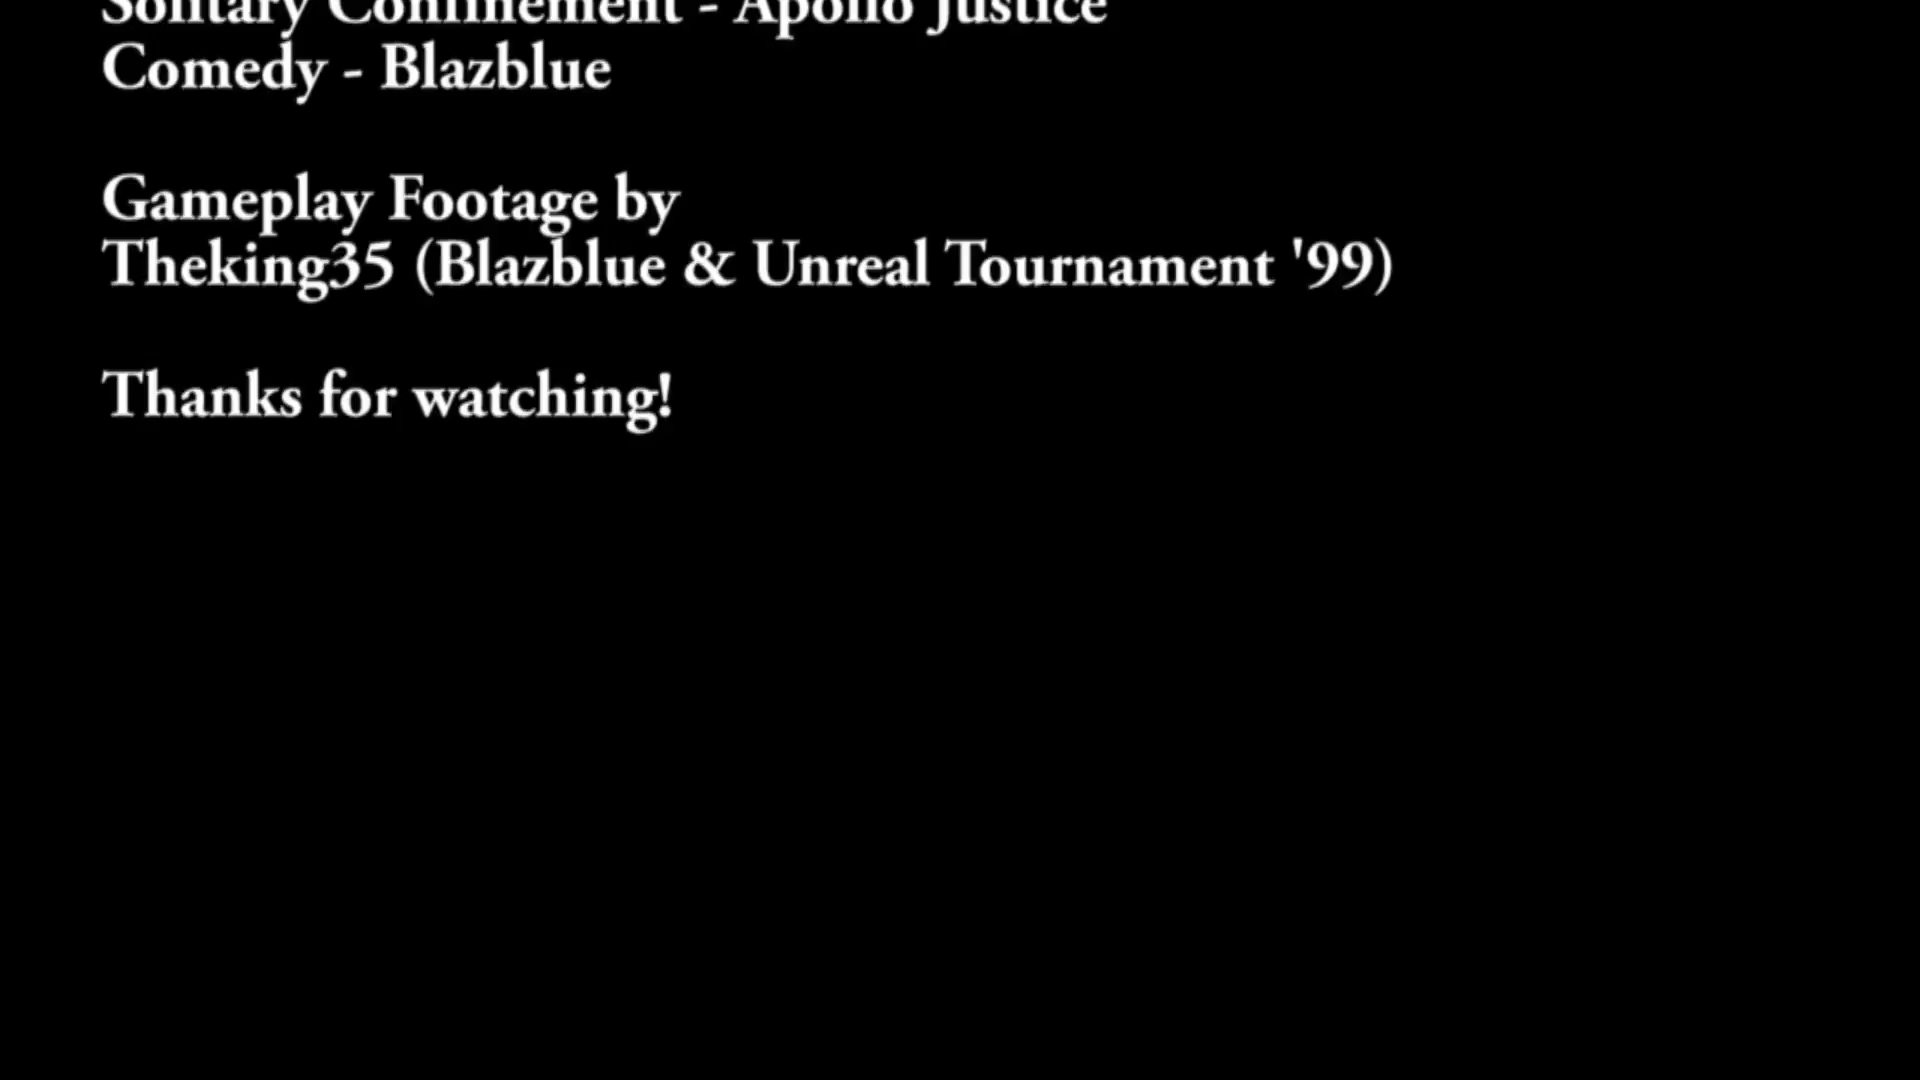 Solitary Confinement - Apollo Justice
Comedy - Blazblue
Gameplay Footage by
Theking35 (Blazblue & Unreal Tournament '99)
Thanks for watching!